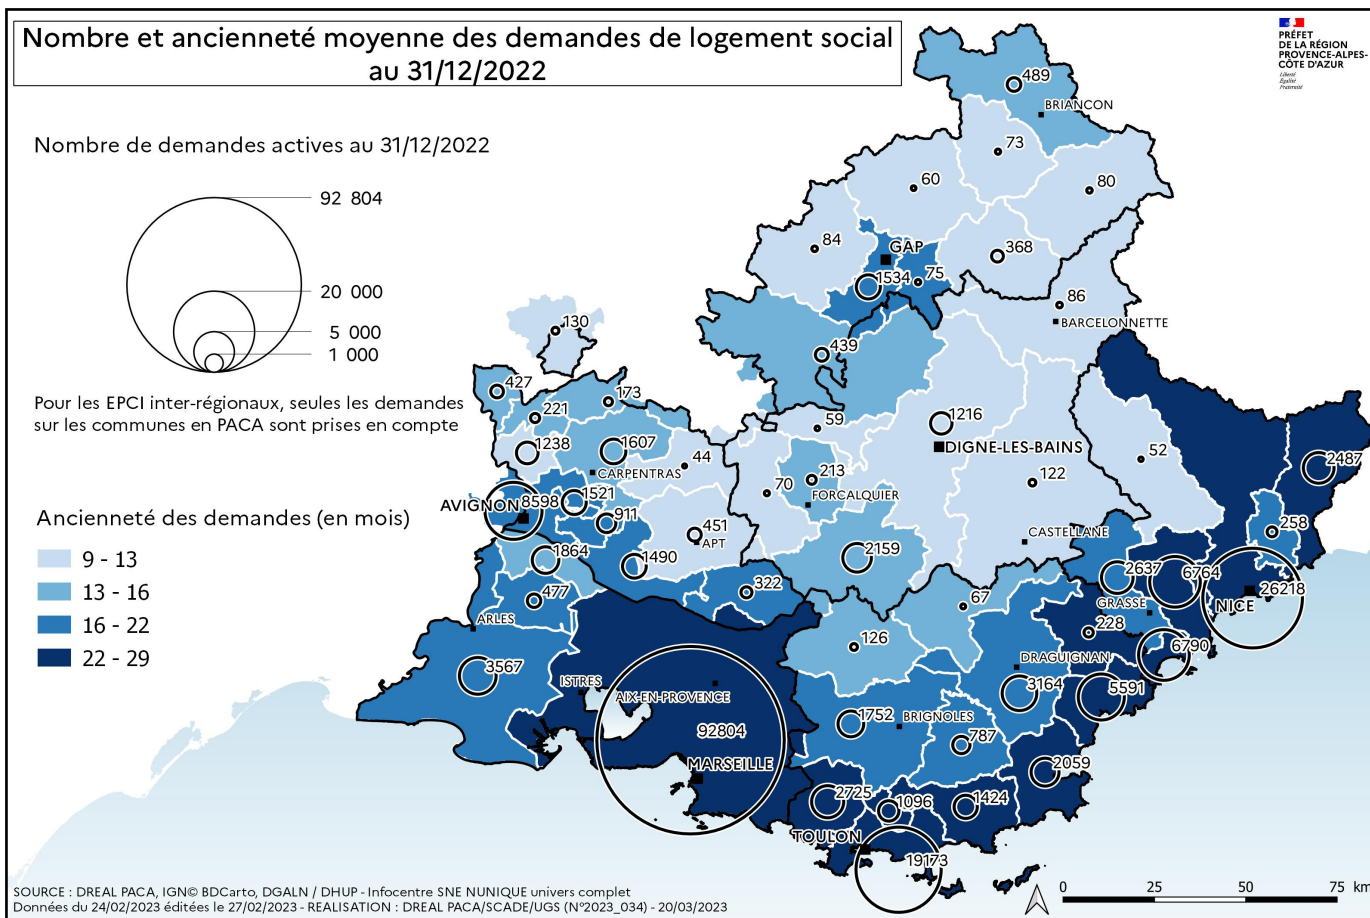 Nombre et ancienneté moyenne des demandes de logement social
au 31/12/2022
PRÉFET
DE LA RÉGION
PROVENCE-ALPES-
CÔTE D'AZUR
Liberté
Égalité
Fraternité
Nombre de demandes actives au 31/12/2022
92 804
20 000
5 000
1 000
Pour les EPCI inter-régionaux, seules les demandes
sur les communes en PACA sont prises en compte
Ancienneté des demandes (en mois)
9 - 13
13 - 16
16 - 22
22 - 29
489
BRIANCON
73
60
80
84
GAP
368
1534
75
86
BARCELONNETTE
130
439
427
173
221
1216
59
1238
1607
DIGNE-LES-BAINS
52
44
2487
CARPENTRAS
213
122
70
FORCALQUIER
1521
AVIGNON
8598
911
258
451
APT
CASTELLANE
2159
1864
1490
2637
6764
26218
322
477
67
GRASSE
NICE
ARLES
228
126
6790
3567
DRAGUIGNAN
ISTRES
3164
5591
AIX-EN-PROVENCE
1752
BRIGNOLES
92804
787
MARSEILLE
2059
2725
1096
1424
TOULON
19173
SOURCE : DREAL PACA, IGN© BDCarto, DGALN / DHUP - Infocentre SNE NUNIQUE univers complet
Données du 24/02/2023 éditées le 27/02/2023 - REALISATION : DREAL PACA/SCADE/UGS (N°2023_034) - 20/03/2023
0 25 50 75 km